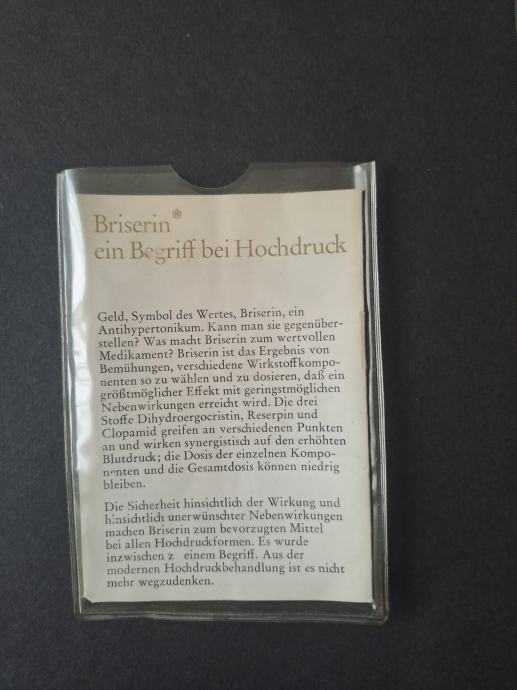 Briserin®
ein Begriff bei Hochdruck
Geld, Symbol des Wertes, Briserin, ein
Antihypertonikum. Kann man sie gegenüber-
stellen? Was macht Briserin zum wertvollen
Medikament? Briserin ist das Ergebnis von
Bemühungen, verschiedene Wirkstoffkompo-
nenten so zu wählen und zu dosieren, daß ein
größtmöglicher Effekt mit geringstmöglichen
Nebenwirkungen erreicht wird. Die drei
Stoffe Dihydroergocristin, Reserpin und
Clopamid greifen an verschiedenen Punkten
an und wirken synergistisch auf den erhöhten
Blutdruck; die Dosis der einzelnen Kompo-
nenten und die Gesamtdosis können niedrig
bleiben.
Die Sicherheit hinsichtlich der Wirkung und
hinsichtlich unerwünschter Nebenwirkungen
machen Briserin zum bevorzugten Mittel
bei allen Hochdruckformen. Es wurde
inzwischen z einem Begriff. Aus der
modernen Hochdruckbehandlung ist es nicht
mehr wegzudenken.